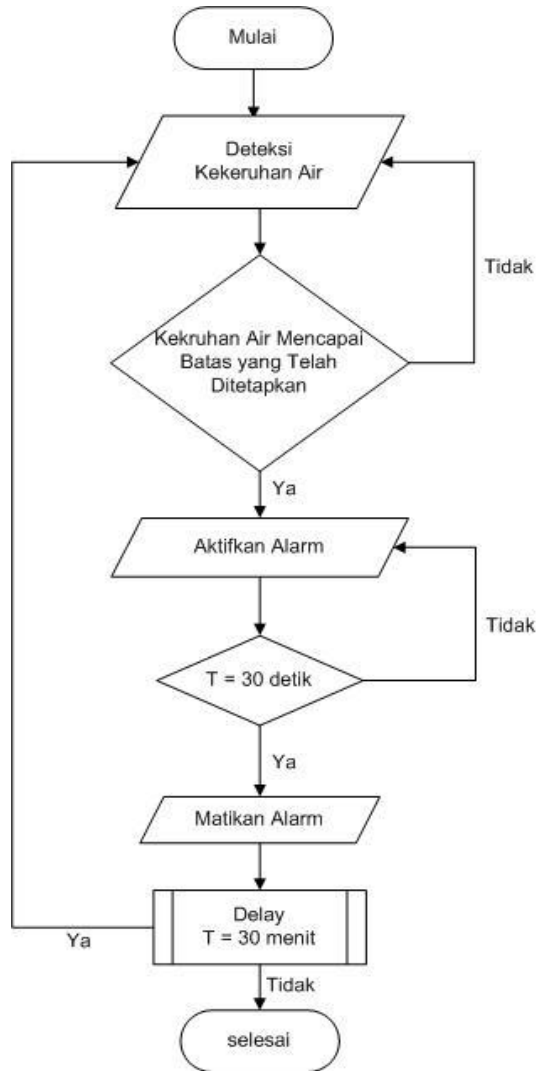 Mulai
Deteksi
Kekeruhan Air
Tidak
Kekruhan Air Mencapai
Batas yang Telah
Ditetapkan
Ya
Aktifkan Alarm
Tidak
T = 30 detik
Ya
Matikan Alarm
Delay
T = 30 menit
Ya
Tidak
selesai